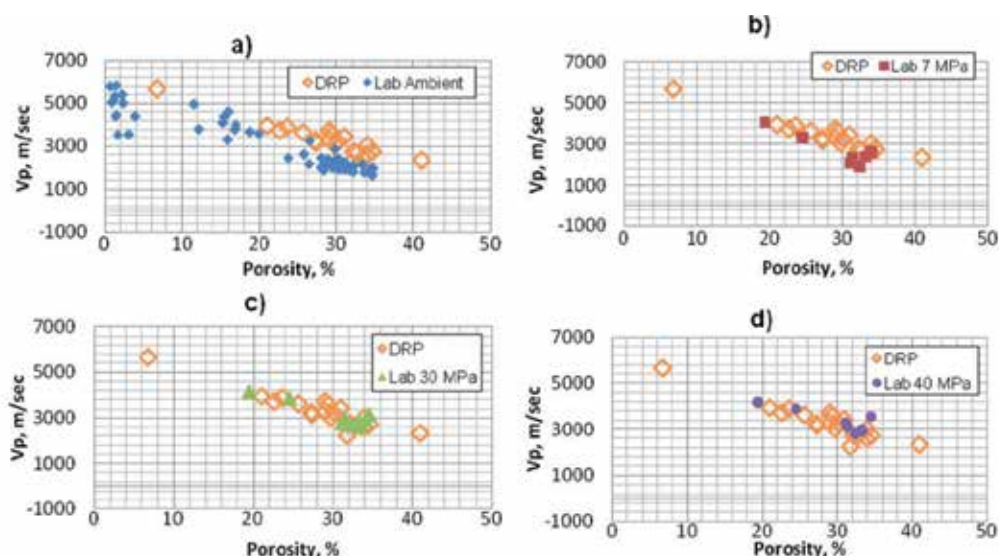 a)
b)
7000
5000
3000
1000
-1000
Vp, m/sec
DRP Lab Ambient
0 10 20 30 40 50
Porosity, %
7000
5000
3000
1000
-1000
Vp, m/sec
DRP Lab 7 MPa
0 10 20 30 40 50
Porosity, %
c)
d)
7000
5000
3000
1000
-1000
Vp, m/sec
DRP
Lab 30 MPa
0 10 20 30 40 50
Porosity, %
7000
5000
3000
1000
-1000
Vp, m/sec
DRP
Lab 40 MPa
0 10 20 30 40 50
Porosity, %